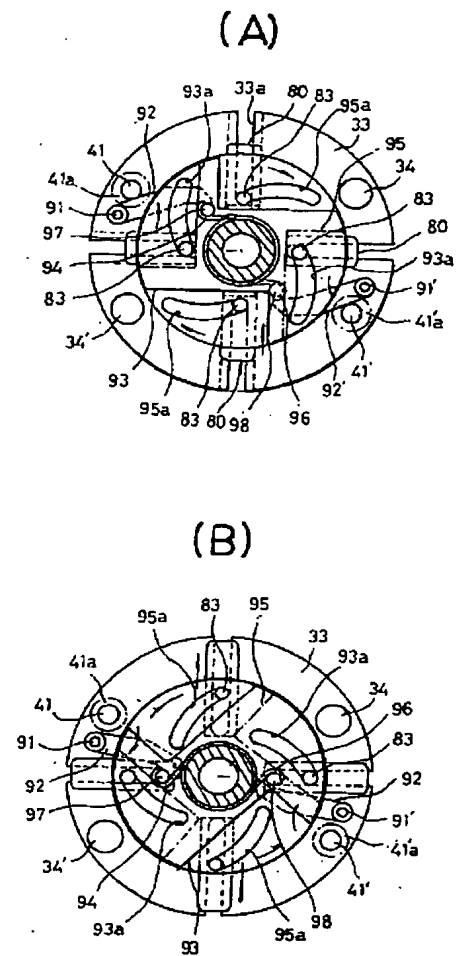 (A)
33a 80 83
93a 95a
92 33
41 95
41a 34
91 83
97 80
94 93a
83 91'
34' 41'a
93 41'
95a 92'
83 80 98 96
(B)
83
95a 95
33
41a 93a
41 34
91 96
92 83
97 92
34' 91'
94 41'a
93a 41'
98
93 95a